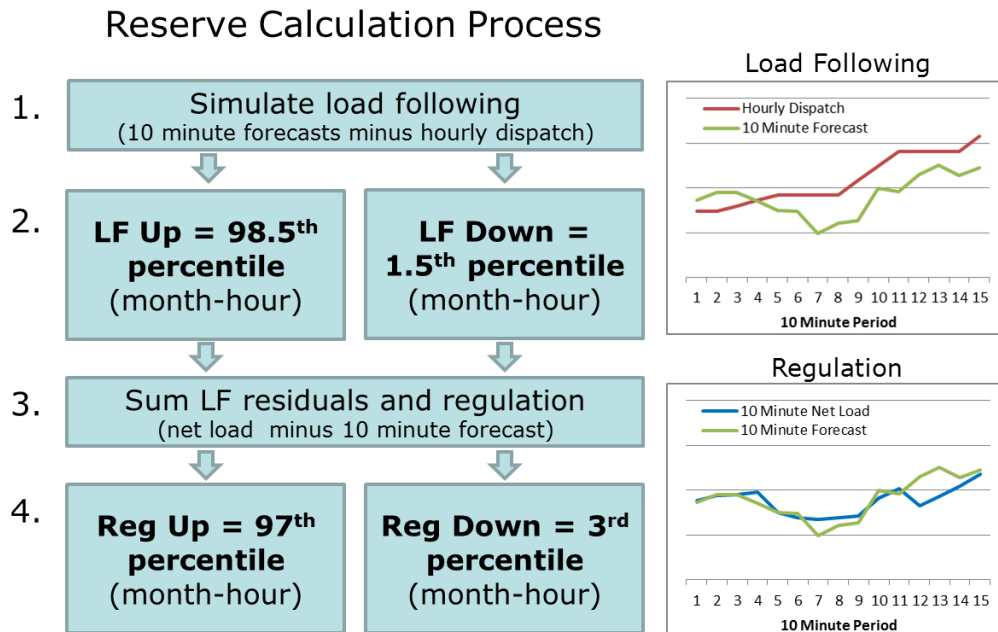 Reserve Calculation Process
1.
Simulate load following
(10 minute forecasts minus hourly dispatch)
2.
LF Up = 98.5th
percentile
(month-hour)
LF Down =
1.5th percentile
(month-hour)
3.
Sum LF residuals and regulation
(net load minus 10 minute forecast)
4.
Reg Up = 97th
percentile
(month-hour)
Reg Down = 3rd
percentile
(month-hour)
Load Following
Hourly Dispatch
10 Minute Forecast
1 2 3 4 5 6 7 8 9 10 11 12 13 14 15
10 Minute Period
Regulation
10 Minute Net Load
10 Minute Forecast
1 2 3 4 5 6 7 8 9 10 11 12 13 14 15
10 Minute Period